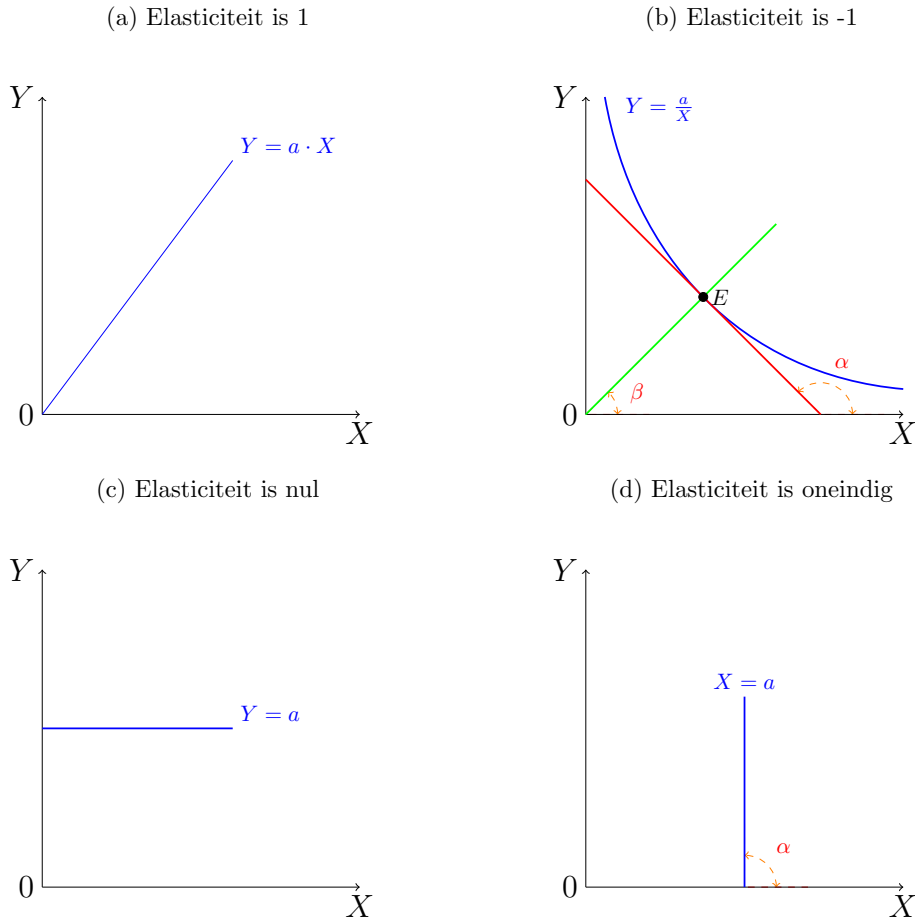 (a) Elasticiteit is 1
Y
Y = a · X
0
X
(b) Elasticiteit is -1
Y
Y = a/X
E
α
β
0
X
(c) Elasticiteit is nul
Y
Y = a
0
X
(d) Elasticiteit is oneindig
Y
X = a
α
0
X